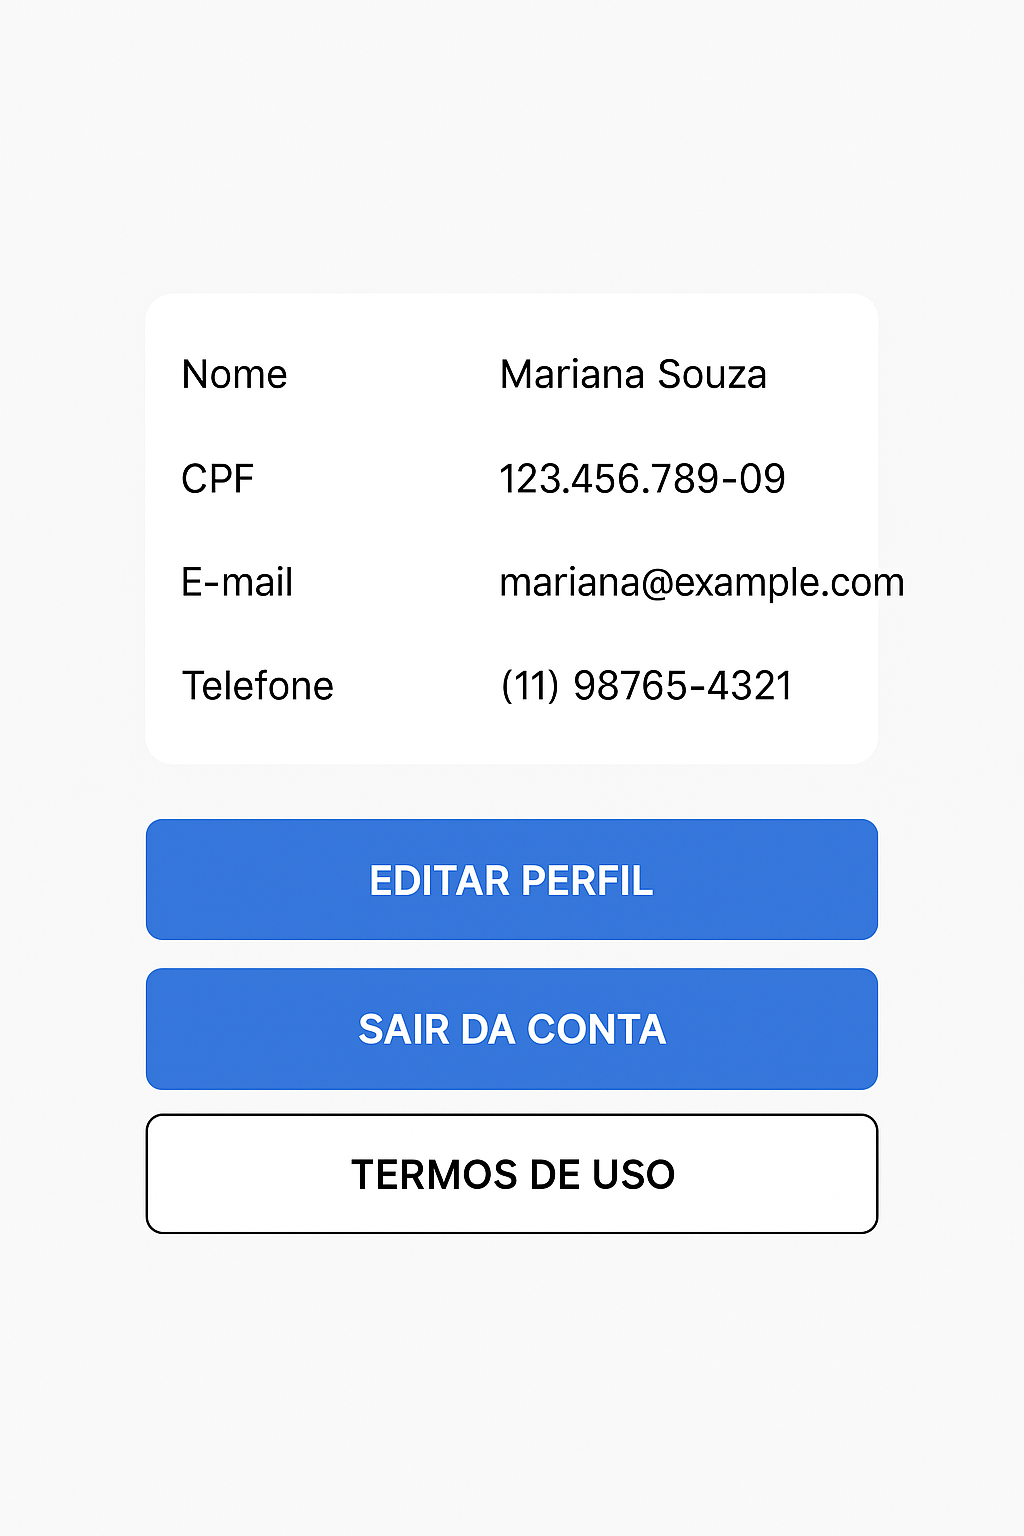 Nome Mariana Souza
CPF 123.456.789-09
E-mail mariana@example.com
Telefone (11) 98765-4321
EDITAR PERFIL
SAIR DA CONTA
TERMOS DE USO